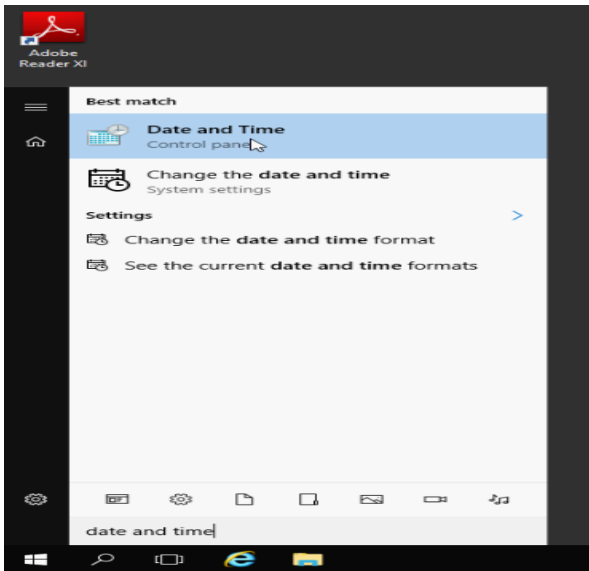 Adobe
Reader XI
Best match
Date and Time
Control panel
Change the date and time
System settings
Settings
Change the date and time format
See the current date and time formats
date and time